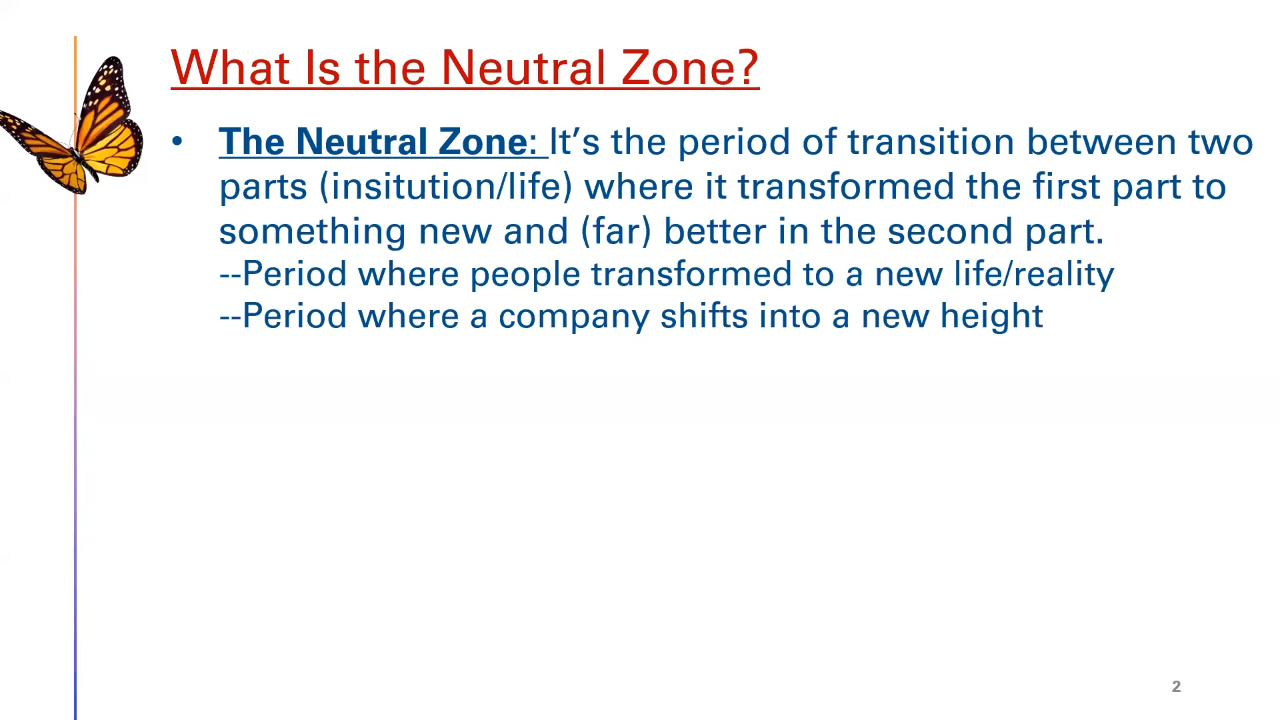 What Is the Neutral Zone?
• The Neutral Zone: It’s the period of transition between two
parts (insitution/life) where it transformed the first part to
something new and (far) better in the second part.
--Period where people transformed to a new life/reality
--Period where a company shifts into a new height
2